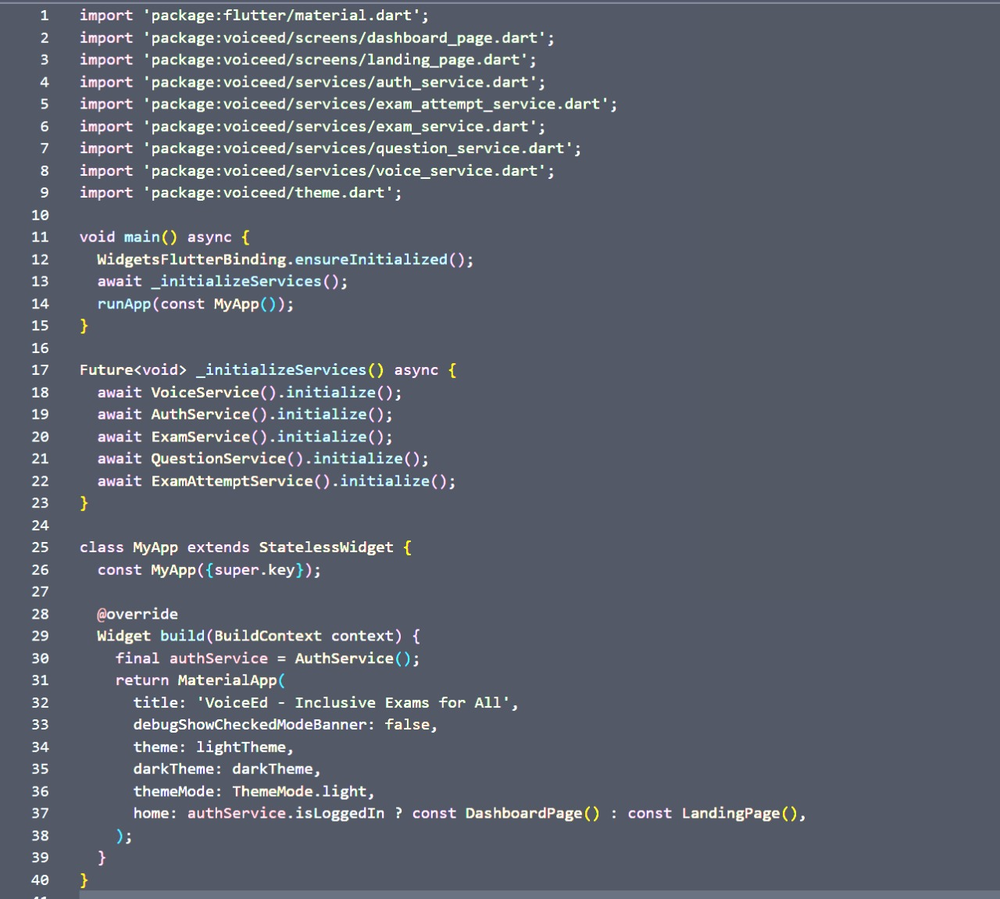 1 import 'package:flutter/material.dart';
2 import 'package:voiceed/screens/dashboard_page.dart';
3 import 'package:voiceed/screens/landing_page.dart';
4 import 'package:voiceed/services/auth_service.dart';
5 import 'package:voiceed/services/exam_attempt_service.dart';
6 import 'package:voiceed/services/exam_service.dart';
7 import 'package:voiceed/services/question_service.dart';
8 import 'package:voiceed/services/voice_service.dart';
9 import 'package:voiceed/theme.dart';
10
11 void main() async {
12   WidgetsFlutterBinding.ensureInitialized();
13   await _initializeServices();
14   runApp(const MyApp());
15 }
16
17 Future<void> _initializeServices() async {
18   await VoiceService().initialize();
19   await AuthService().initialize();
20   await ExamService().initialize();
21   await QuestionService().initialize();
22   await ExamAttemptService().initialize();
23 }
24
25 class MyApp extends StatelessWidget {
26   const MyApp({super.key});
27
28   @override
29   Widget build(BuildContext context) {
30     final authService = AuthService();
31     return MaterialApp(
32       title: 'VoiceEd - Inclusive Exams for All',
33       debugShowCheckedModeBanner: false,
34       theme: lightTheme,
35       darkTheme: darkTheme,
36       themeMode: ThemeMode.light,
37       home: authService.isLoggedIn ? const DashboardPage() : const LandingPage(),
38     );
39   }
40 }